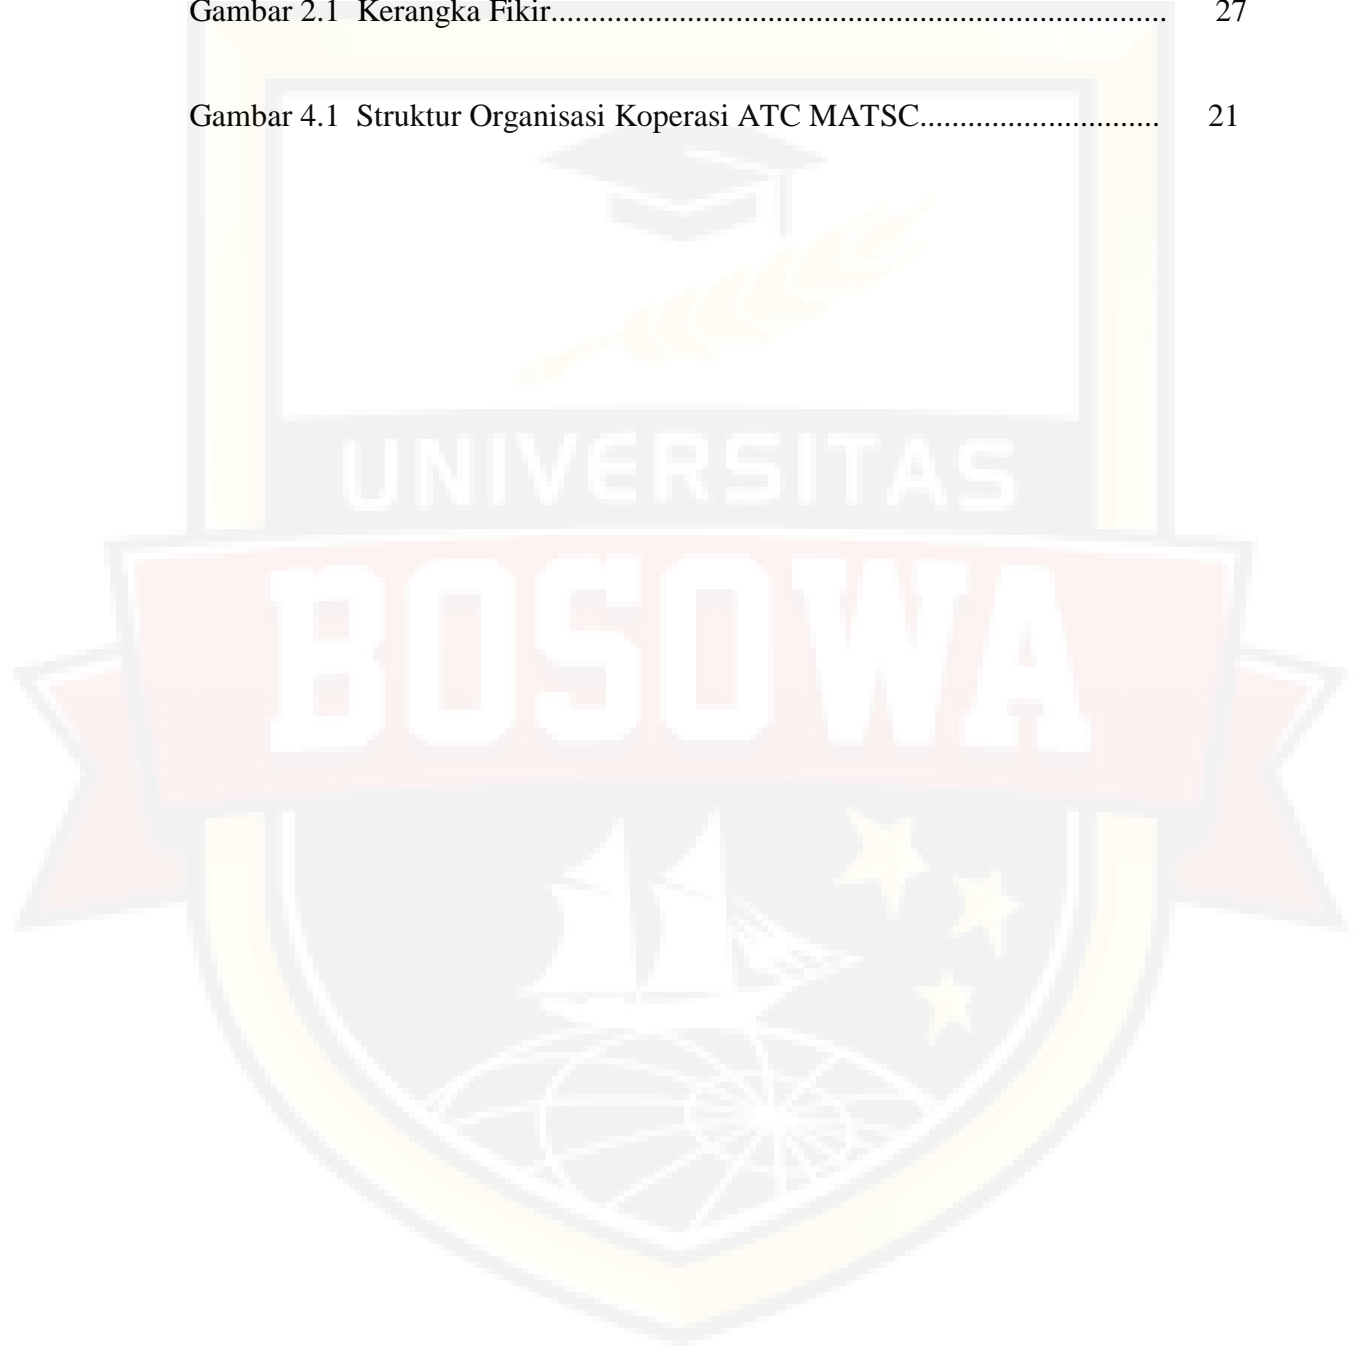 Gambar 2.1 Kerangka Fikir............................................................................. 27
Gambar 4.1 Struktur Organisasi Koperasi ATC MATSC.............................. 21
UNIVERSITAS
BOSOWA